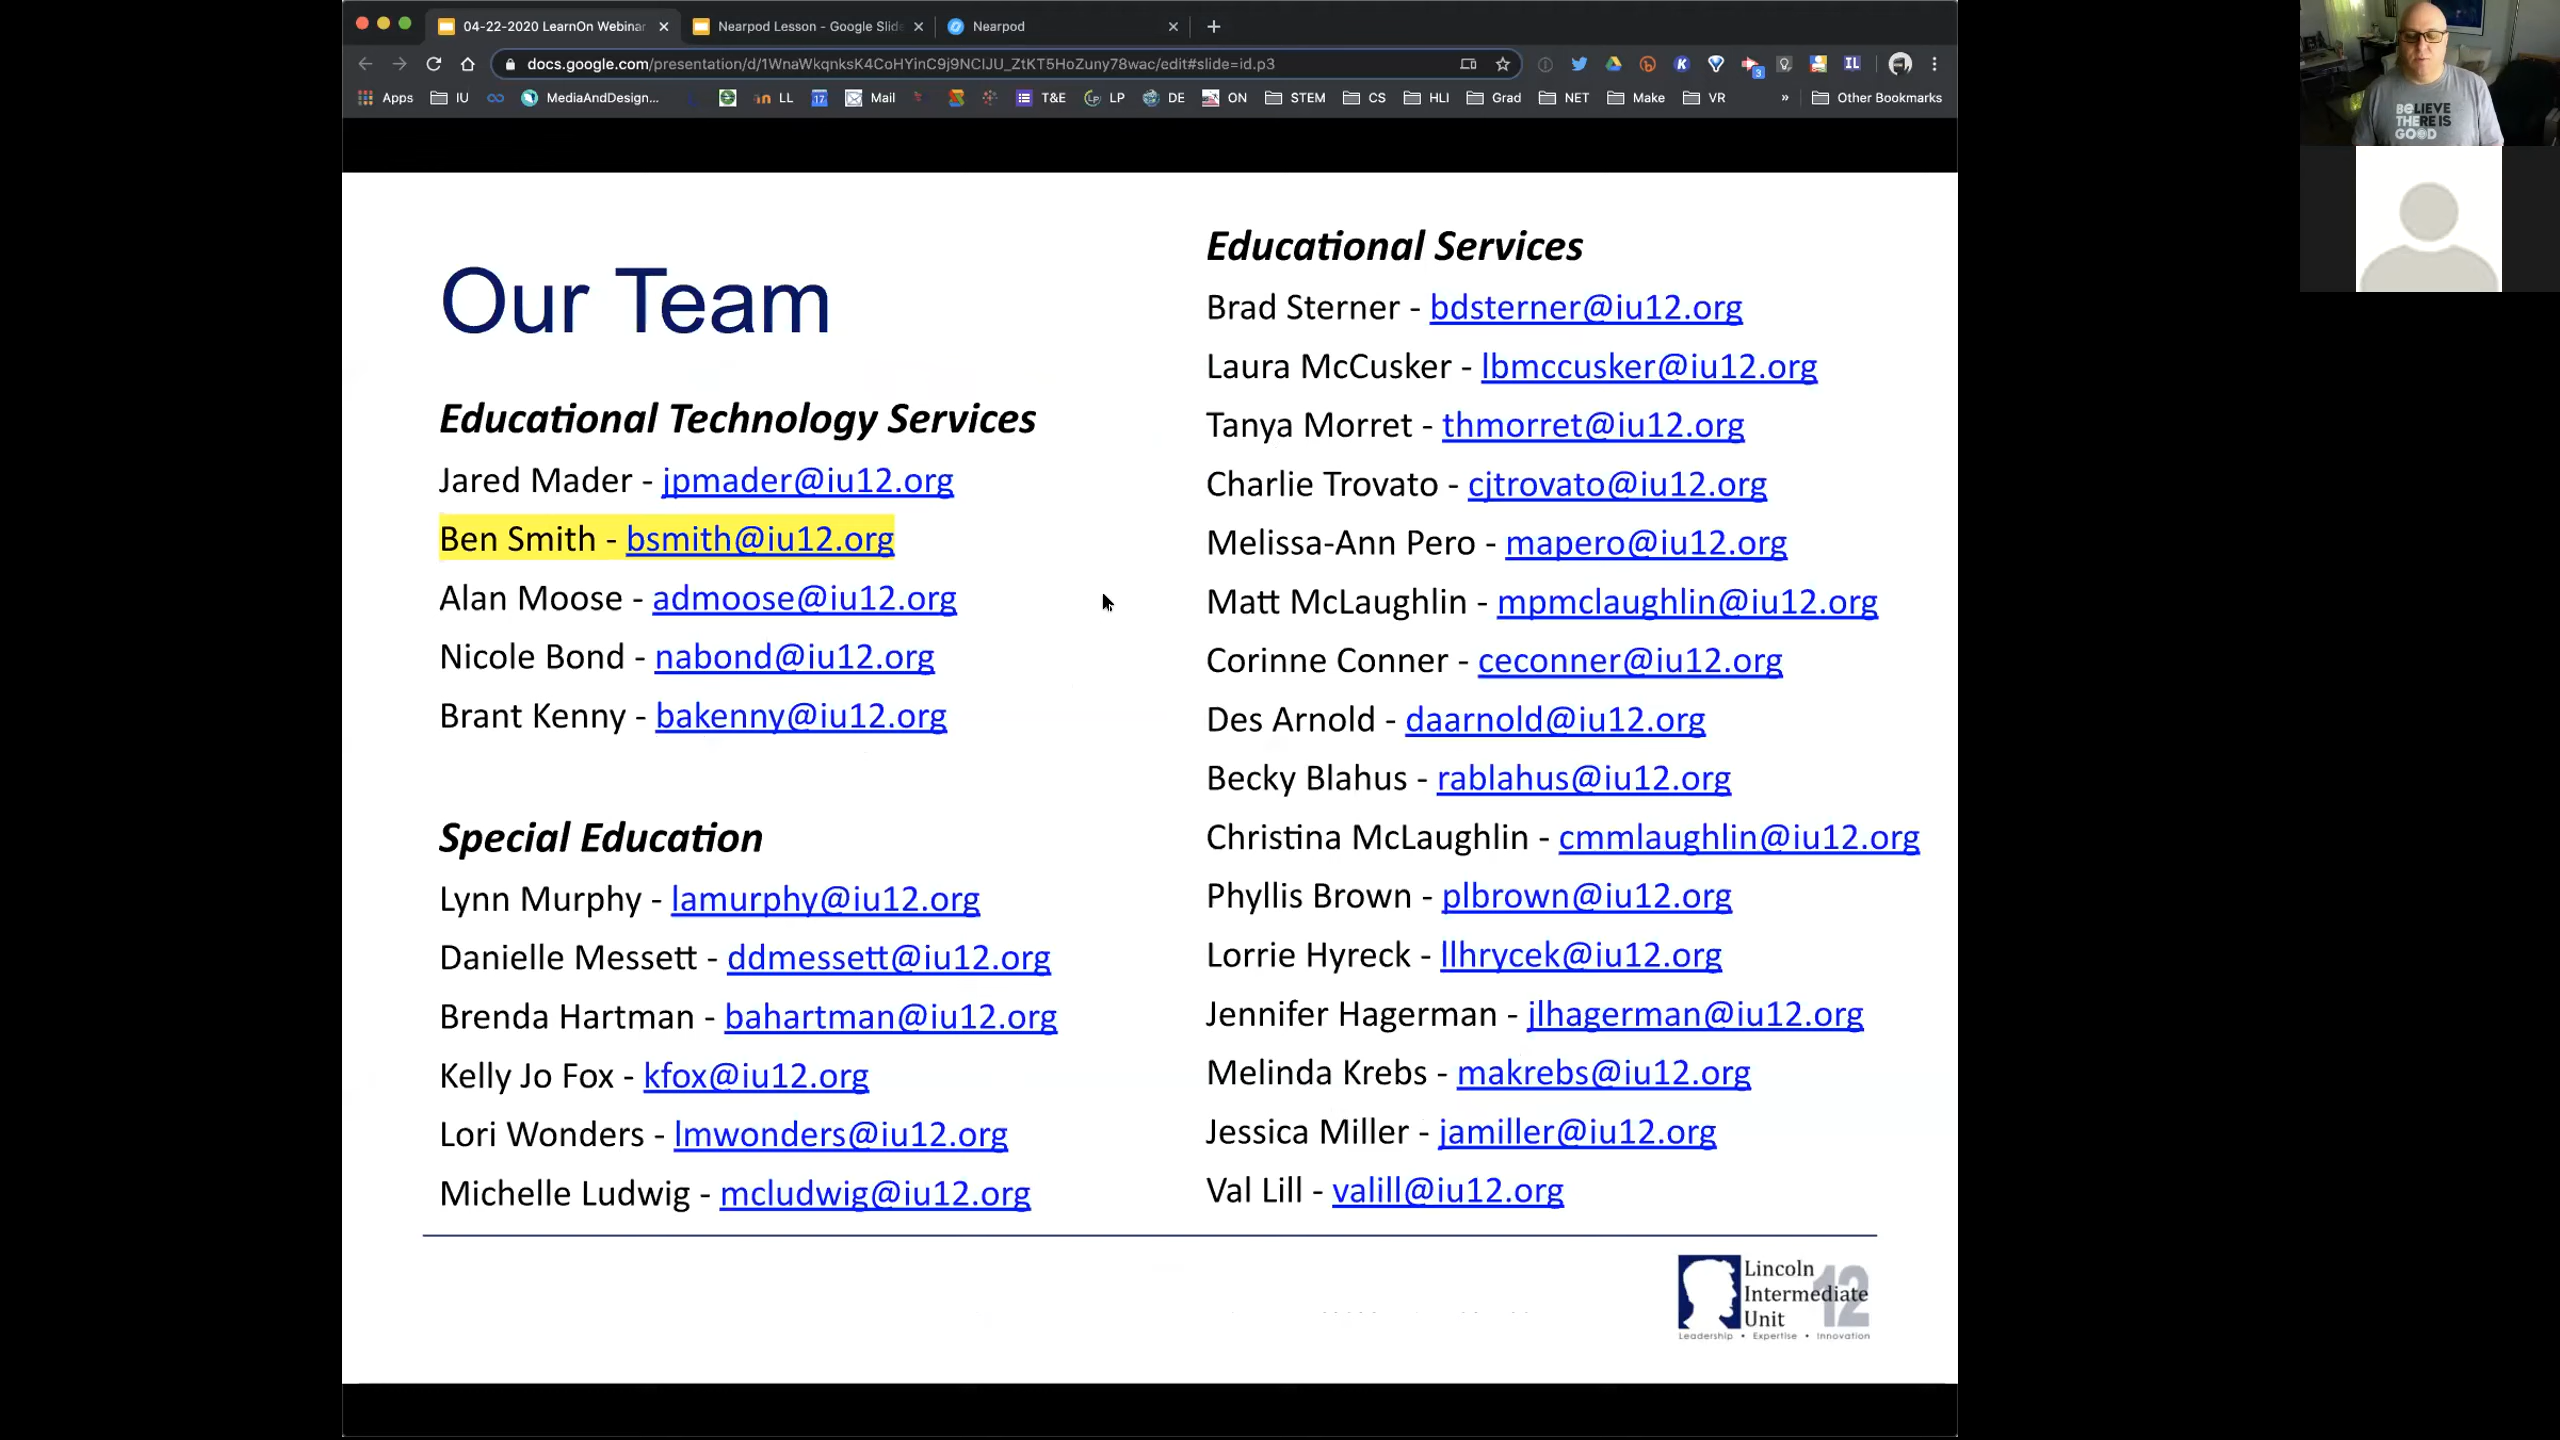 04-22-2020 LearnOn Webinar
Nearpod Lesson - Google Slid
Nearpod
docs.google.com/presentation/d/1WnaWkqnksK4CoHYinC9j9NCIJU_ZtKT5HoZuny78wac/edit#slide=id.p3
Apps IU MediaAndDesign... LL 17 Mail T&E LP DE ON STEM CS HLI Grad NET Make VR » Other Bookmarks
BELIEVE
THERE IS
GOOD
Our Team
Educational Technology Services
Jared Mader - jpmader@iu12.org
Ben Smith - bsmith@iu12.org
Alan Moose - admoose@iu12.org
Nicole Bond - nabond@iu12.org
Brant Kenny - bakenny@iu12.org
Special Education
Lynn Murphy - lamurphy@iu12.org
Danielle Messett - ddmessett@iu12.org
Brenda Hartman - bahartman@iu12.org
Kelly Jo Fox - kfox@iu12.org
Lori Wonders - lmwonders@iu12.org
Michelle Ludwig - mcludwig@iu12.org
Educational Services
Brad Sterner - bdsterner@iu12.org
Laura McCusker - lbmccusker@iu12.org
Tanya Morret - thmorret@iu12.org
Charlie Trovato - cjtrovato@iu12.org
Melissa-Ann Pero - mapero@iu12.org
Matt McLaughlin - mpmclaughlin@iu12.org
Corinne Conner - ceconner@iu12.org
Des Arnold - daarnold@iu12.org
Becky Blahus - rablahus@iu12.org
Christina McLaughlin - cmmlaughlin@iu12.org
Phyllis Brown - plbrown@iu12.org
Lorrie Hyreck - llhrycek@iu12.org
Jennifer Hagerman - jlhagerman@iu12.org
Melinda Krebs - makrebs@iu12.org
Jessica Miller - jamiller@iu12.org
Val Lill - valill@iu12.org
Lincoln
Intermediate 12
Unit
Leadership • Expertise • Innovation